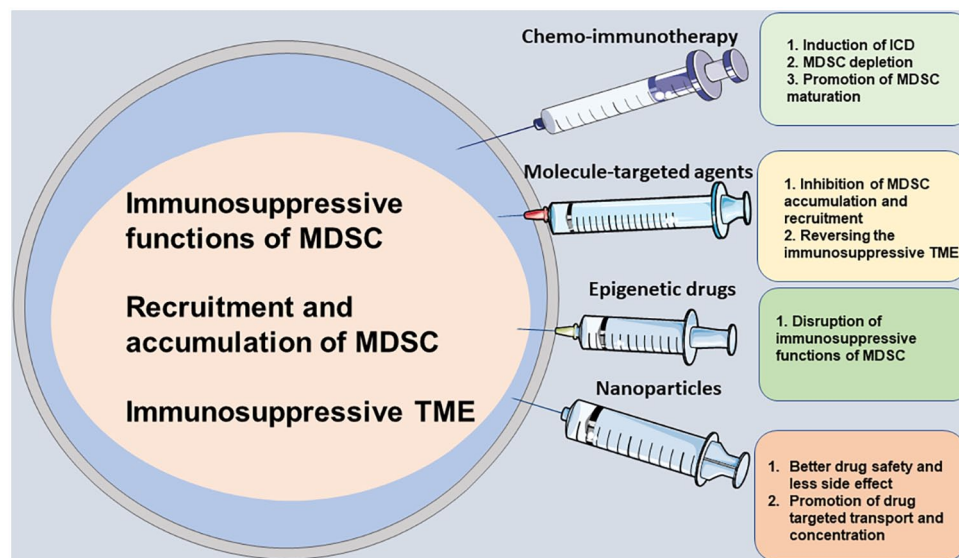 Immunosuppressive
functions of MDSC
Recruitment and
accumulation of MDSC
Immunosuppressive TME
Chemo-immunotherapy
1. Induction of ICD
2. MDSC depletion
3. Promotion of MDSC
maturation
Molecule-targeted agents
1. Inhibition of MDSC
accumulation and
recruitment
2. Reversing the
immunosuppressive TME
Epigenetic drugs
1. Disruption of
immunosuppressive
functions of MDSC
Nanoparticles
1. Better drug safety and
less side effect
2. Promotion of drug
targeted transport and
concentration